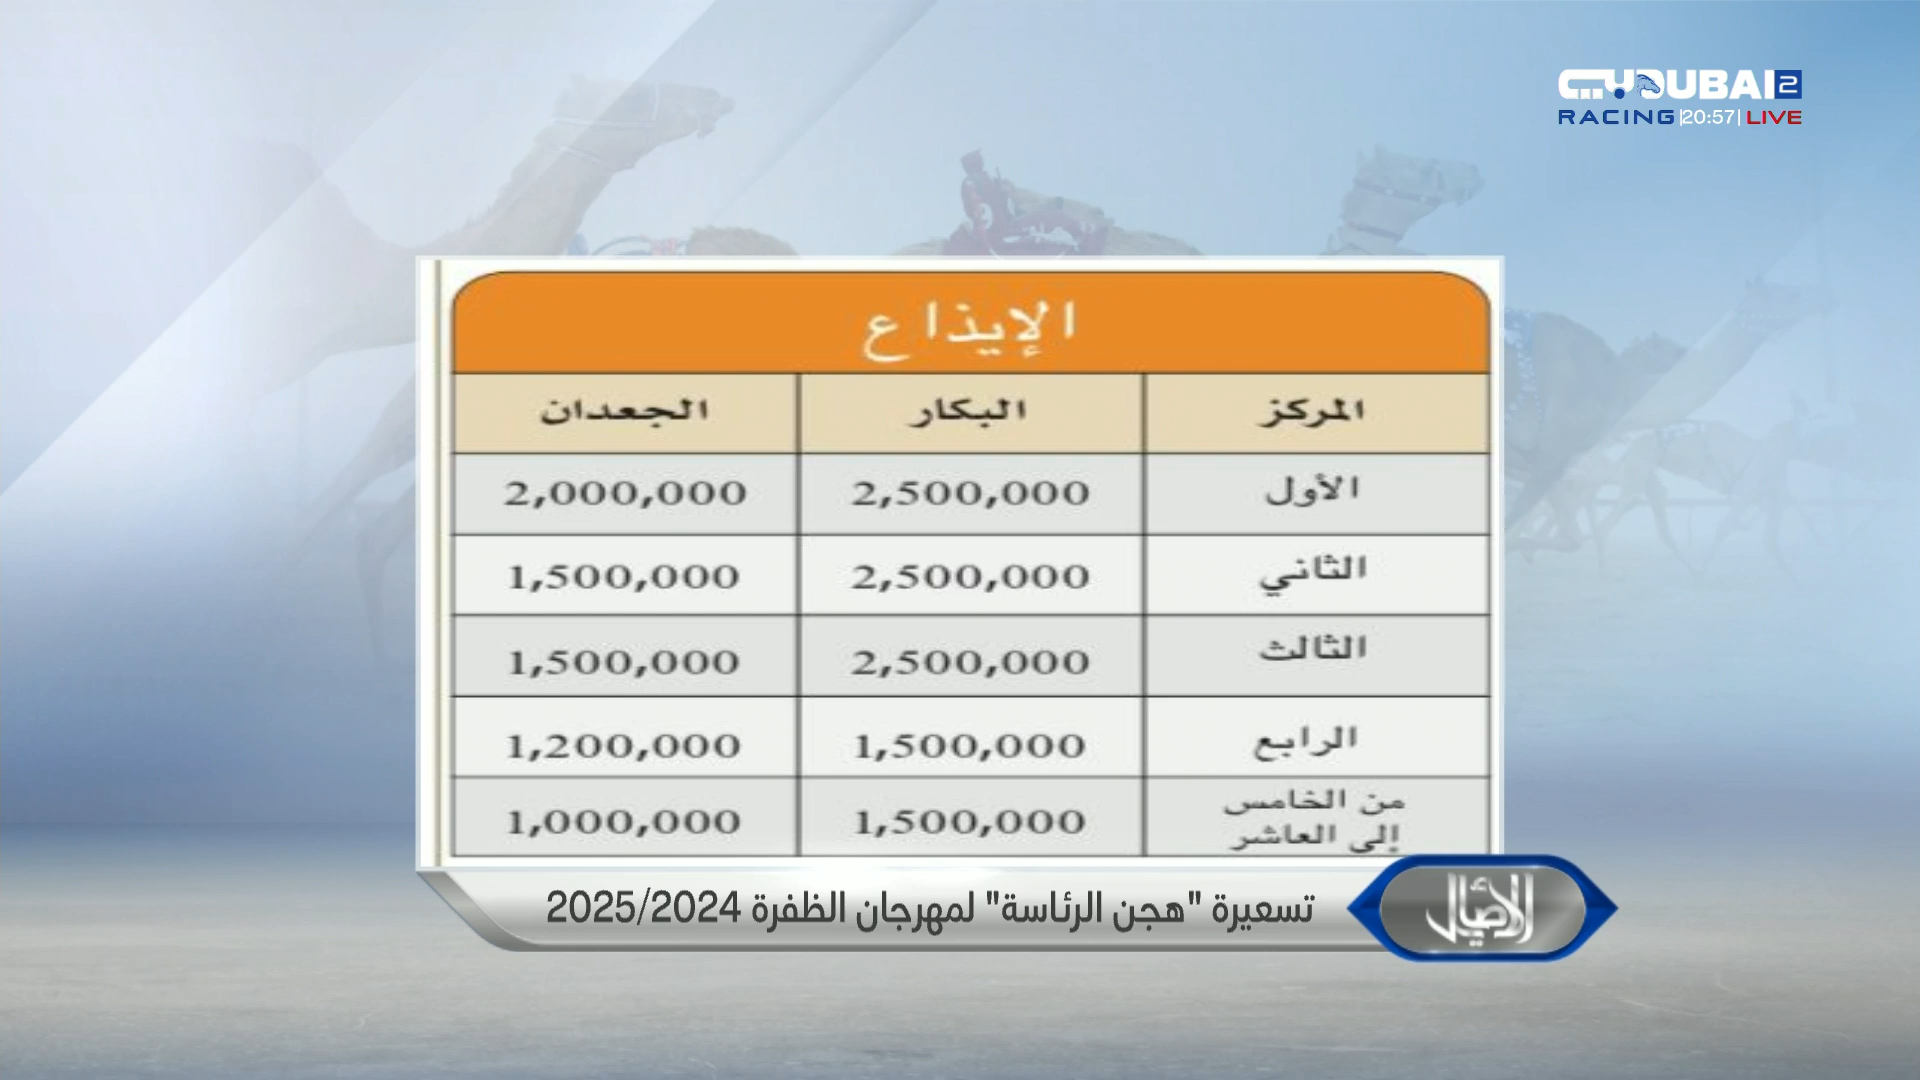 دبي DUBAI 2
RACING |20:57| LIVE
الإيذاع
المركز البكار الجعدان
الأول 2,500,000 2,000,000
الثاني 2,500,000 1,500,000
الثالث 2,500,000 1,500,000
الرابع 1,500,000 1,200,000
من الخامس
إلى العاشر 1,500,000 1,000,000
تسعيرة "هجن الرئاسة" لمهرجان الظفرة 2025/2024
الأصايل